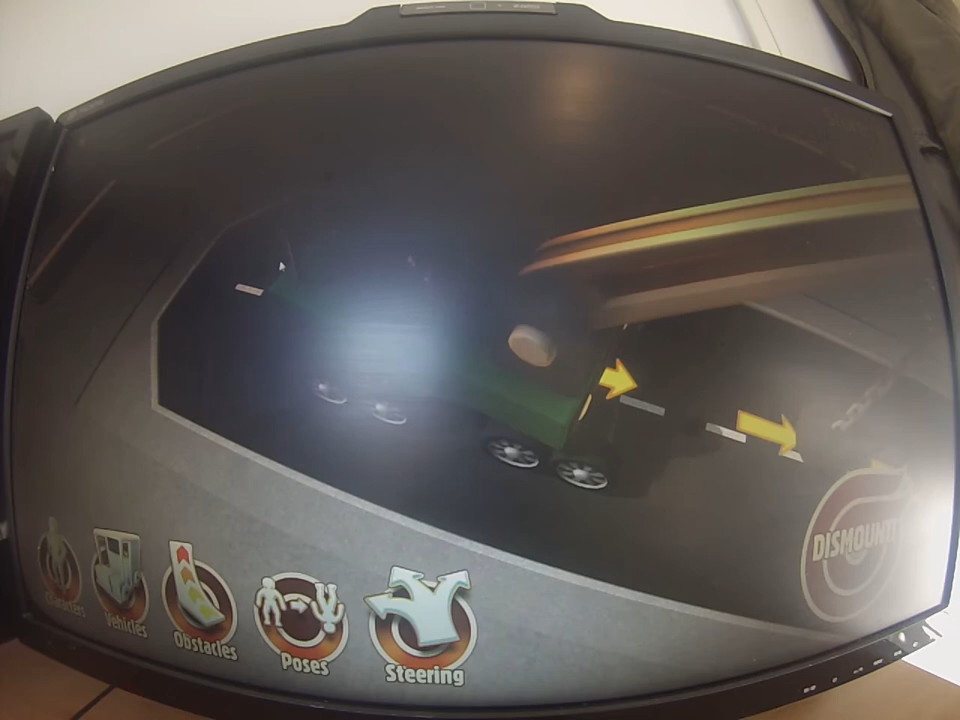 DISMOUNT
Characters
Vehicles
Obstacles
Poses
Steering